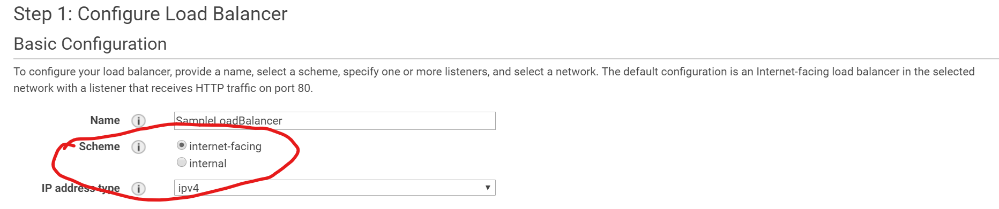 Step 1: Configure Load Balancer
Basic Configuration
To configure your load balancer, provide a name, select a scheme, specify one or more listeners, and select a network. The default configuration is an Internet-facing load balancer in the selected
network with a listener that receives HTTP traffic on port 80.
Name i SampleLoadBalancer
Scheme i internet-facing
internal
IP address type i ipv4